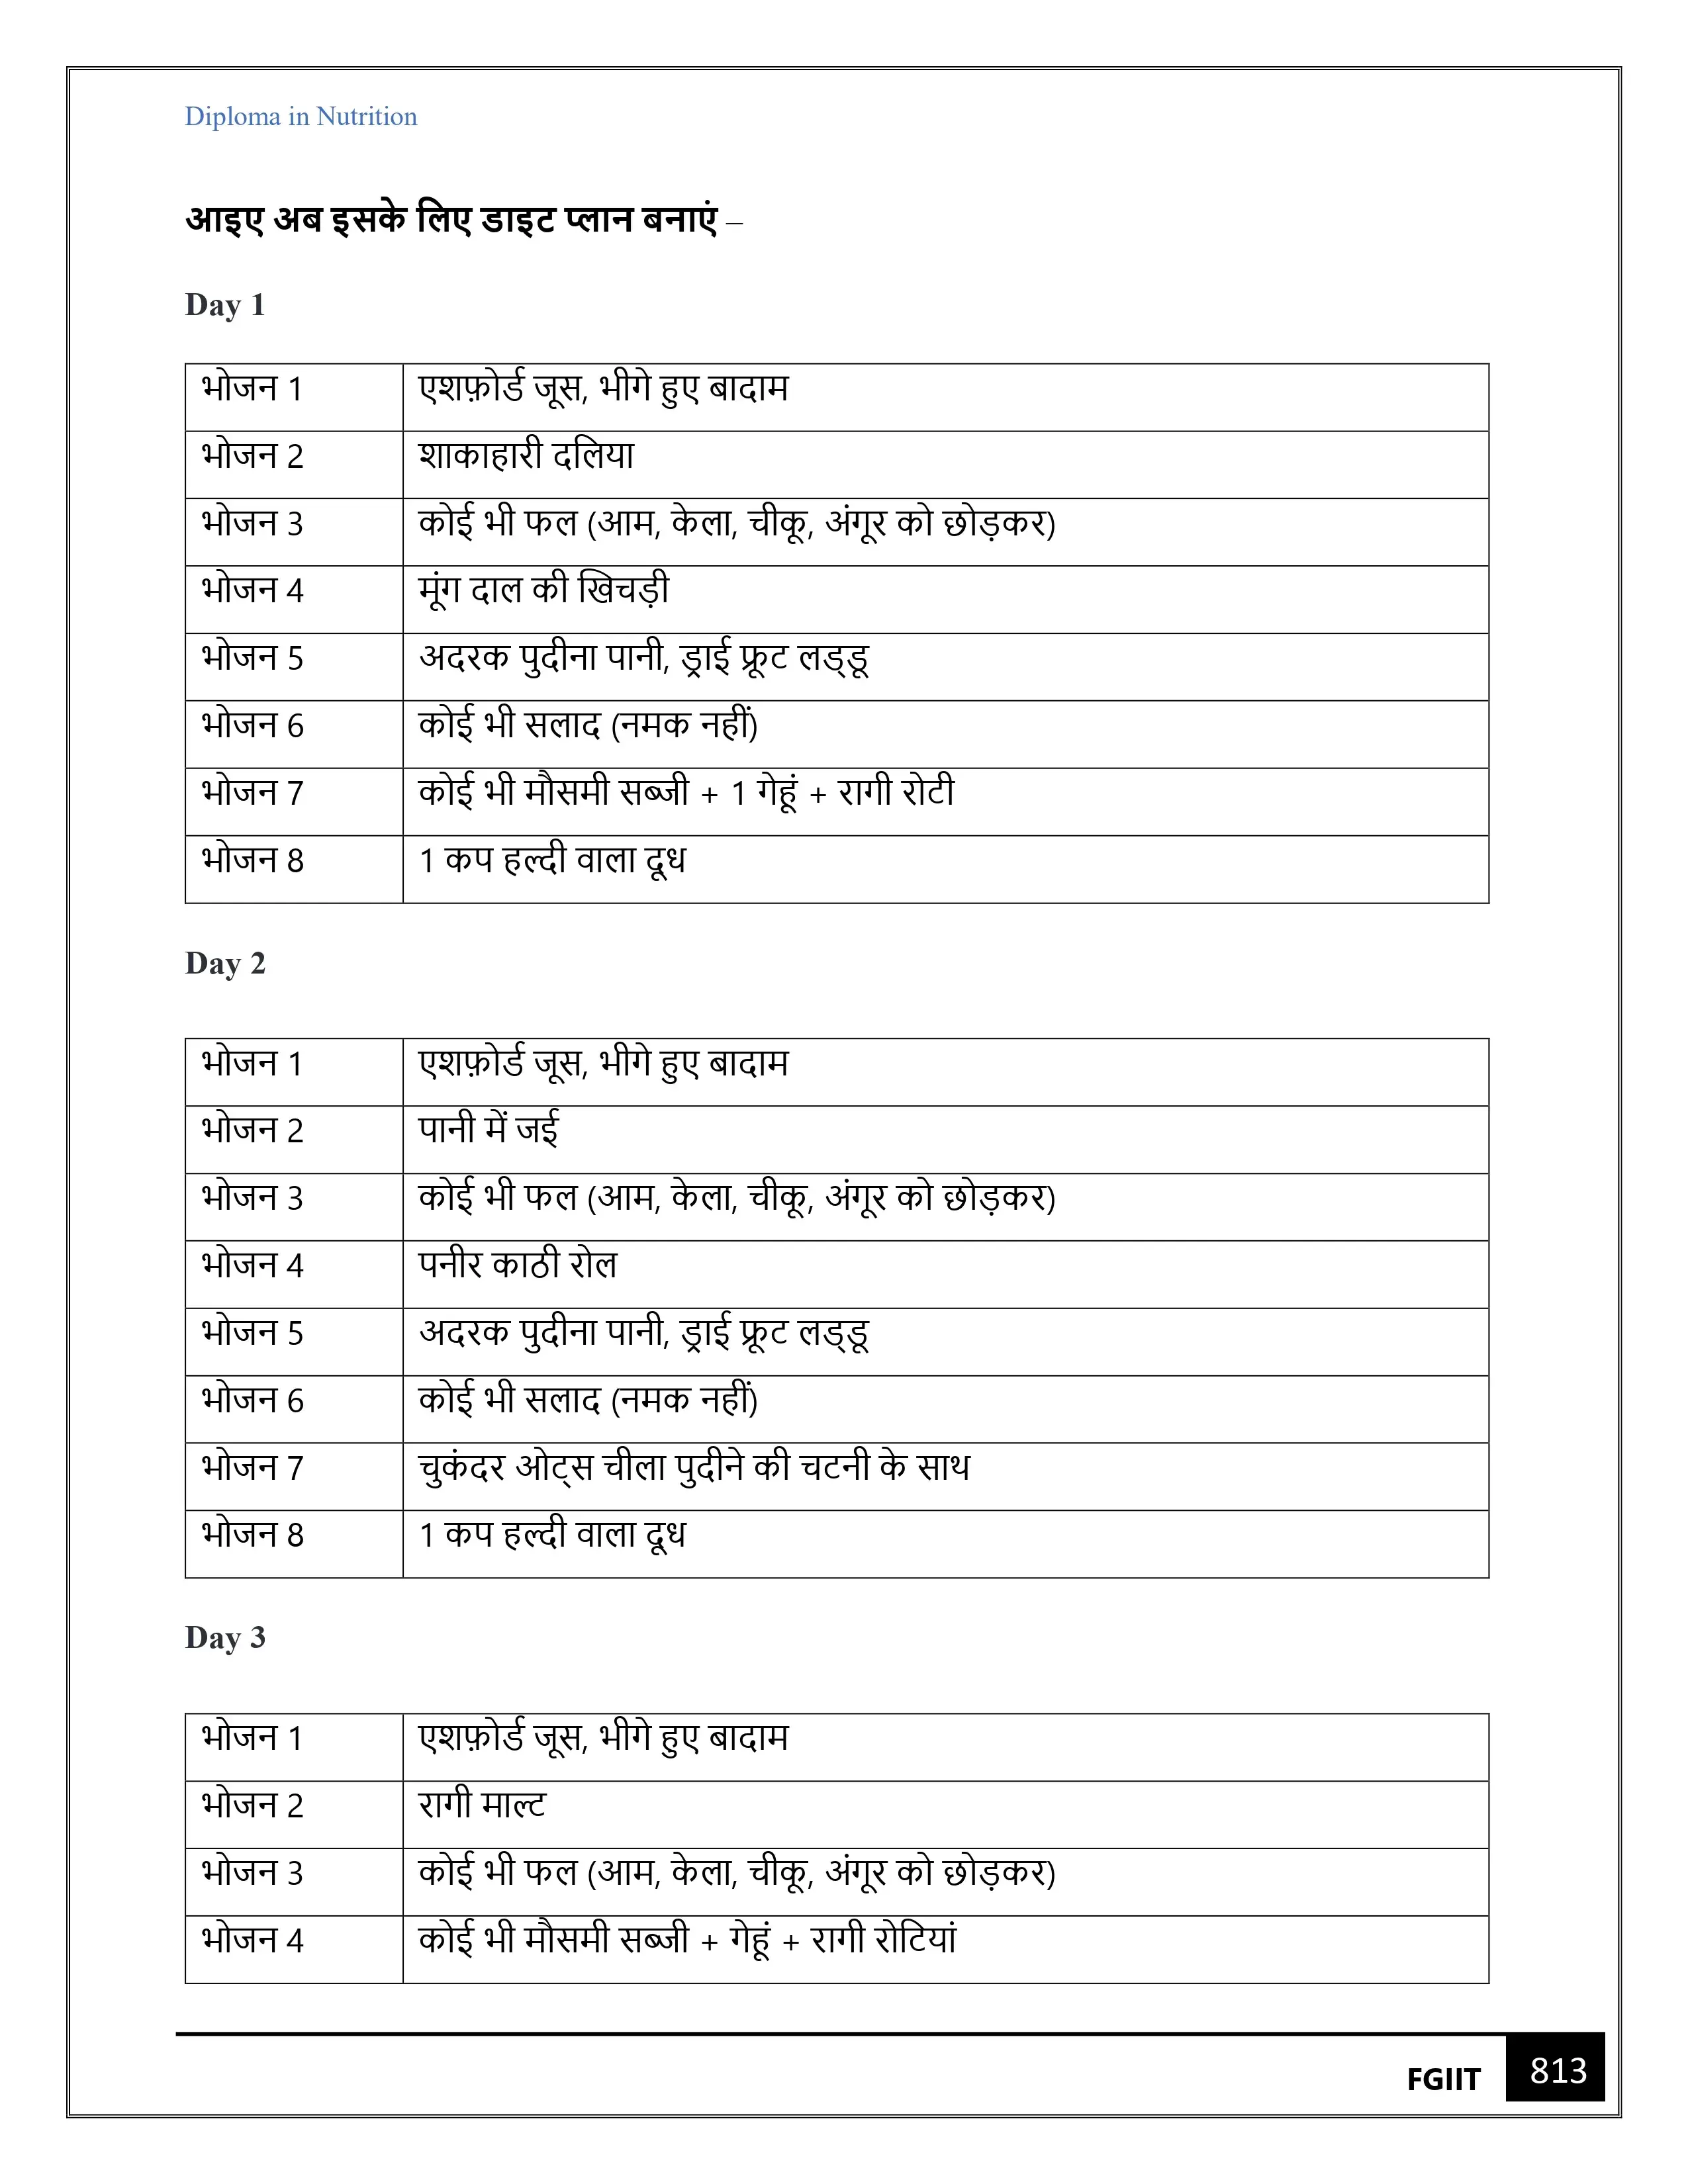 Diploma in Nutrition
आइए अब इसके लिए डाइट प्लान बनाएं –
Day 1
भोजन 1 एशफ़ोर्ड जूस, भीगे हुए बादाम
भोजन 2 शाकाहारी दलिया
भोजन 3 कोई भी फल (आम, केला, चीकू, अंगूर को छोड़कर)
भोजन 4 मूंग दाल की खिचड़ी
भोजन 5 अदरक पुदीना पानी, ड्राई फ्रूट लड्डू
भोजन 6 कोई भी सलाद (नमक नहीं)
भोजन 7 कोई भी मौसमी सब्जी + 1 गेहूं + रागी रोटी
भोजन 8 1 कप हल्दी वाला दूध
Day 2
भोजन 1 एशफ़ोर्ड जूस, भीगे हुए बादाम
भोजन 2 पानी में जई
भोजन 3 कोई भी फल (आम, केला, चीकू, अंगूर को छोड़कर)
भोजन 4 पनीर काठी रोल
भोजन 5 अदरक पुदीना पानी, ड्राई फ्रूट लड्डू
भोजन 6 कोई भी सलाद (नमक नहीं)
भोजन 7 चुकंदर ओट्स चीला पुदीने की चटनी के साथ
भोजन 8 1 कप हल्दी वाला दूध
Day 3
भोजन 1 एशफ़ोर्ड जूस, भीगे हुए बादाम
भोजन 2 रागी माल्ट
भोजन 3 कोई भी फल (आम, केला, चीकू, अंगूर को छोड़कर)
भोजन 4 कोई भी मौसमी सब्जी + गेहूं + रागी रोटियां
FGIIT 813